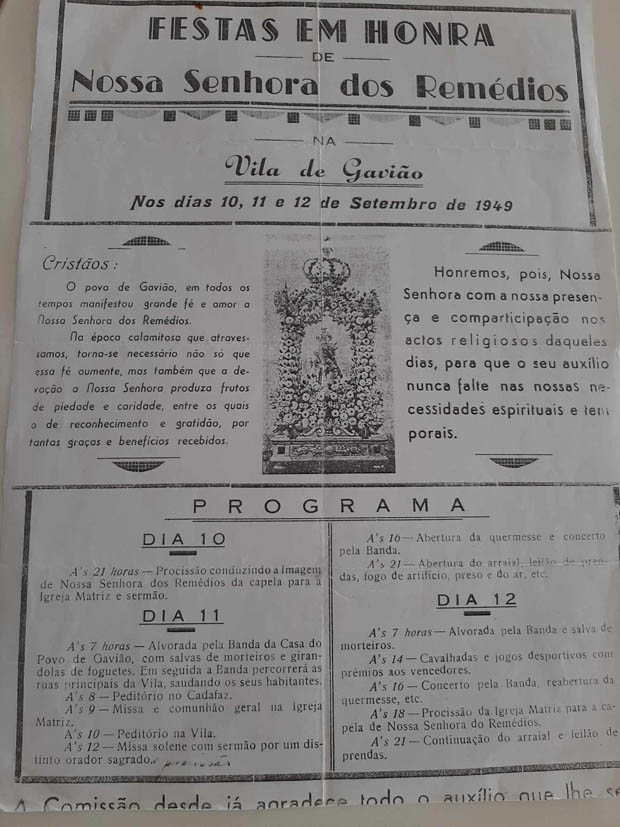 FESTAS EM HONRA
DE
Nossa Senhora dos Remédios
NA
Vila de Gavião
Nos dias 10, 11 e 12 de Setembro de 1949
Cristãos :
O povo de Gavião, em todos os
tempos manifestou grande fé e amor a
Nossa Senhora dos Remédios.
Na época calamitosa que atraves-
samos, torna-se necessário não só que
essa fé aumente, mas também que a de-
voção a Nossa Senhora produza frutos
de piedade e caridade, entre os quais
o de reconhecimento e gratidão, por
tantas graças e benefícios recebidos.
Honremos, pois, Nossa
Senhora com a nossa presen-
ça e comparticipação nos
actos religiosos daqueles
dias, para que o seu auxílio
nunca falte nas nossas ne-
cessidades espirituais e tem
porais.
PROGRAMA
DIA 10
A's 21 horas — Procissão conduzindo a Imagem
de Nossa Senhora dos Remédios da capela para a
Igreja Matriz e sermão.
DIA 11
A's 7 horas — Alvorada pela Banda da Casa do
Povo de Gavião, com salvas de morteiros e giran-
dolas de foguetes. Em seguida a Banda percorrerá as
ruas principais da Vila, saudando os seus habitantes.
A's 8 — Peditório no Cadafaz.
A's 9 — Missa e comunhão geral na Igreja
Matriz.
A's 10 — Peditório na Vila.
A's 12 — Missa solene com sermão por um dis-
tinto orador sagrado.
A's 16 — Abertura da quermesse e concerto
pela Banda.
A's 21 — Abertura do arraial, leilão de pren-
das, fogo de artifício, preso e do ar, etc.
DIA 12
A's 7 horas — Alvorada pela Banda e salva de
morteiros.
A's 14 — Cavalhadas e jogos desportivos com
prémios aos vencedores.
A's 16 — Concerto pela Banda, reabertura da
quermesse, etc.
A's 18 — Procissão da Igreja Matriz para a ca-
pela de Nossa Senhora do Remédios.
A's 21 — Continuação do arraial e leilão de
prendas.
A Comissão desde já agradece todo o auxílio que lhe